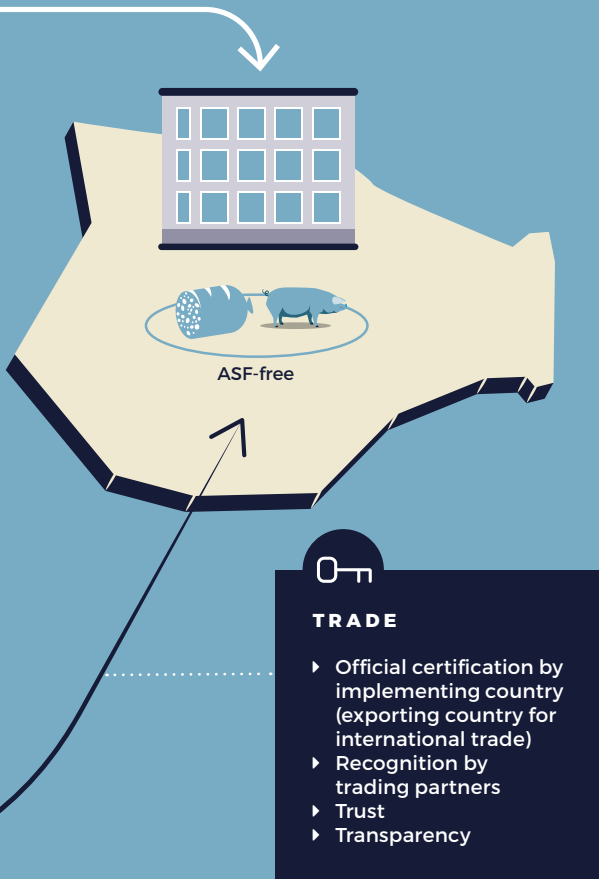 ASF-free
TRADE
Official certification by
implementing country
(exporting country for
international trade)
Recognition by
trading partners
Trust
Transparency